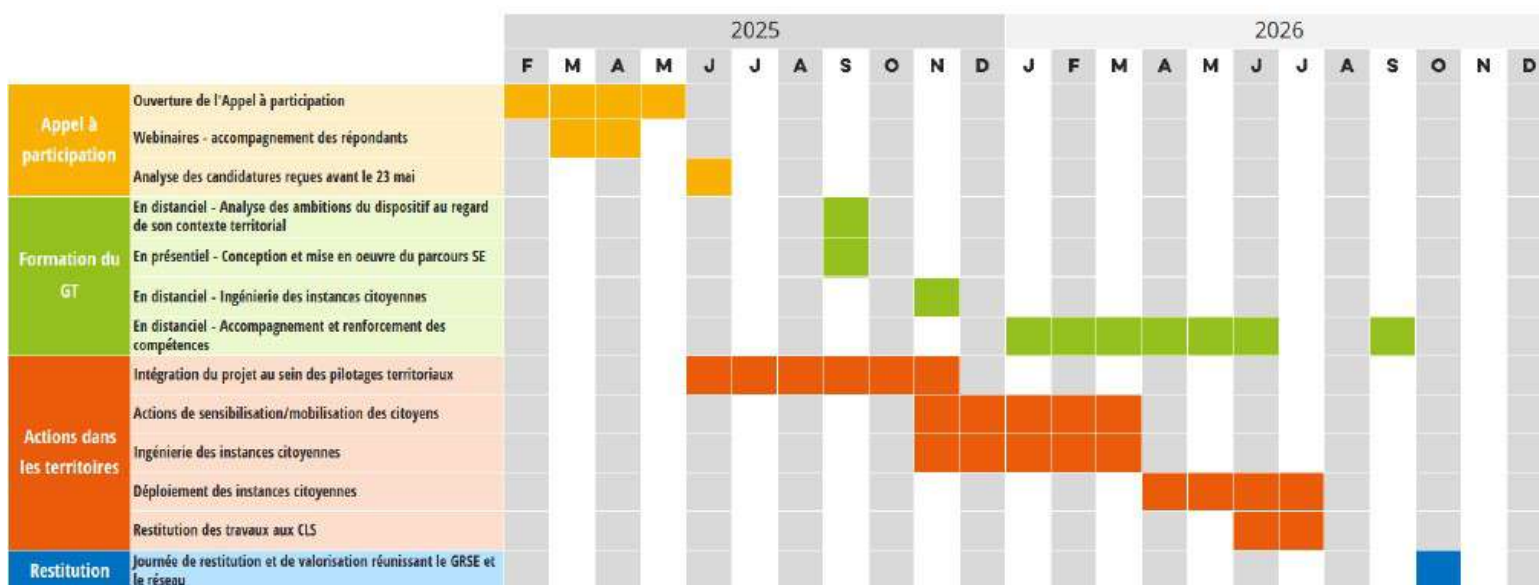 2025 2026
F M A M J J A S O N D J F M A M J J A S O N D
Appel à
participation
Ouverture de l'Appel à participation
Webinaires - accompagnement des répondants
Analyse des candidatures reçues avant le 23 mai
Formation du
GT
En distanciel - Analyse des ambitions du dispositif au regard
de son contexte territorial
En présentiel - Conception et mise en oeuvre du parcours SE
En distanciel - Ingénierie des instances citoyennes
En distanciel - Accompagnement et renforcement des
compétences
Actions dans
les territoires
Intégration du projet au sein des pilotages territoriaux
Actions de sensibilisation/mobilisation des citoyens
Ingénierie des instances citoyennes
Déploiement des instances citoyennes
Restitution des travaux aux CLS
Restitution
Journée de restitution et de valorisation réunissant le GRSE et
le réseau